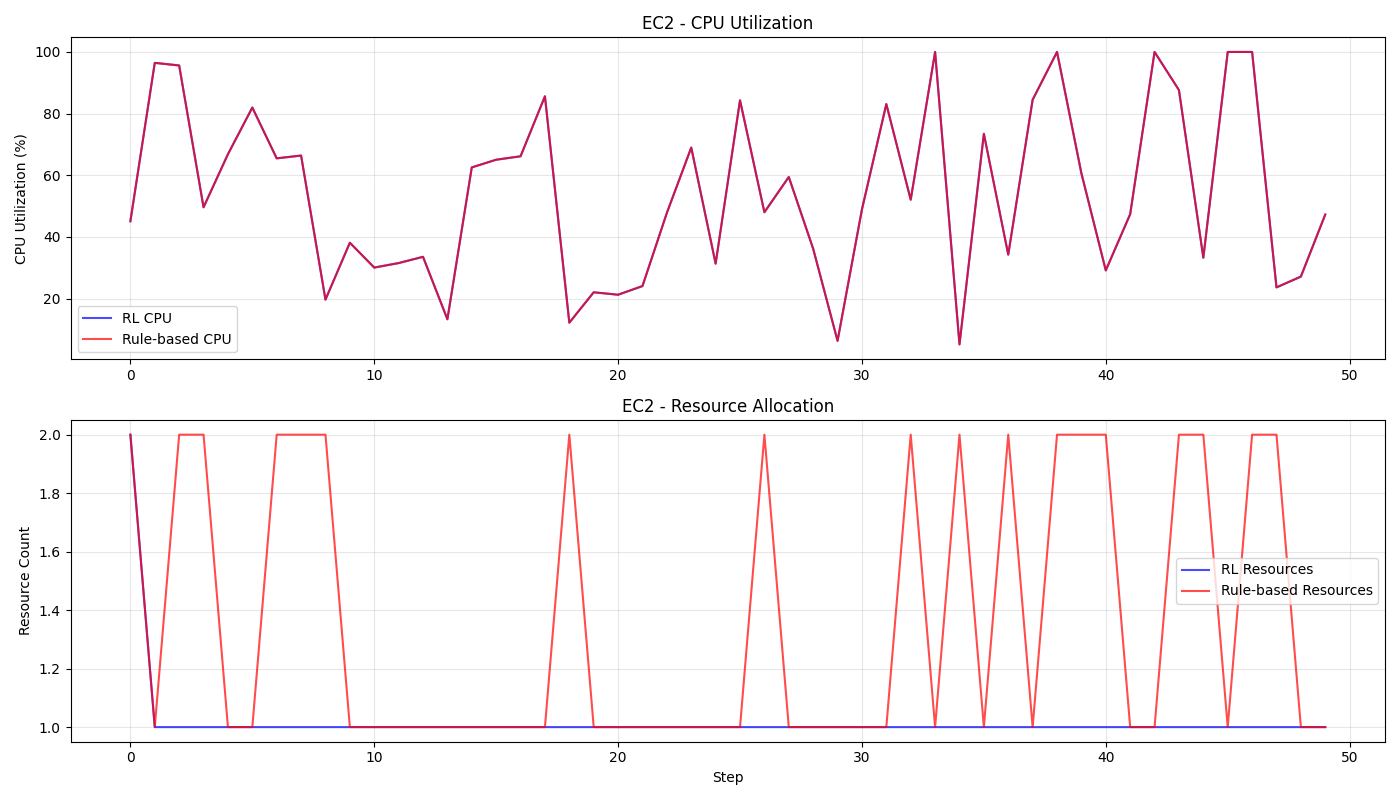 EC2 - CPU Utilization
CPU Utilization (%)
100
80
60
40
20
RL CPU
Rule-based CPU
0 10 20 30 40 50
EC2 - Resource Allocation
Resource Count
2.0
1.8
1.6
1.4
1.2
1.0
RL Resources
Rule-based Resources
0 10 20 30 40 50
Step